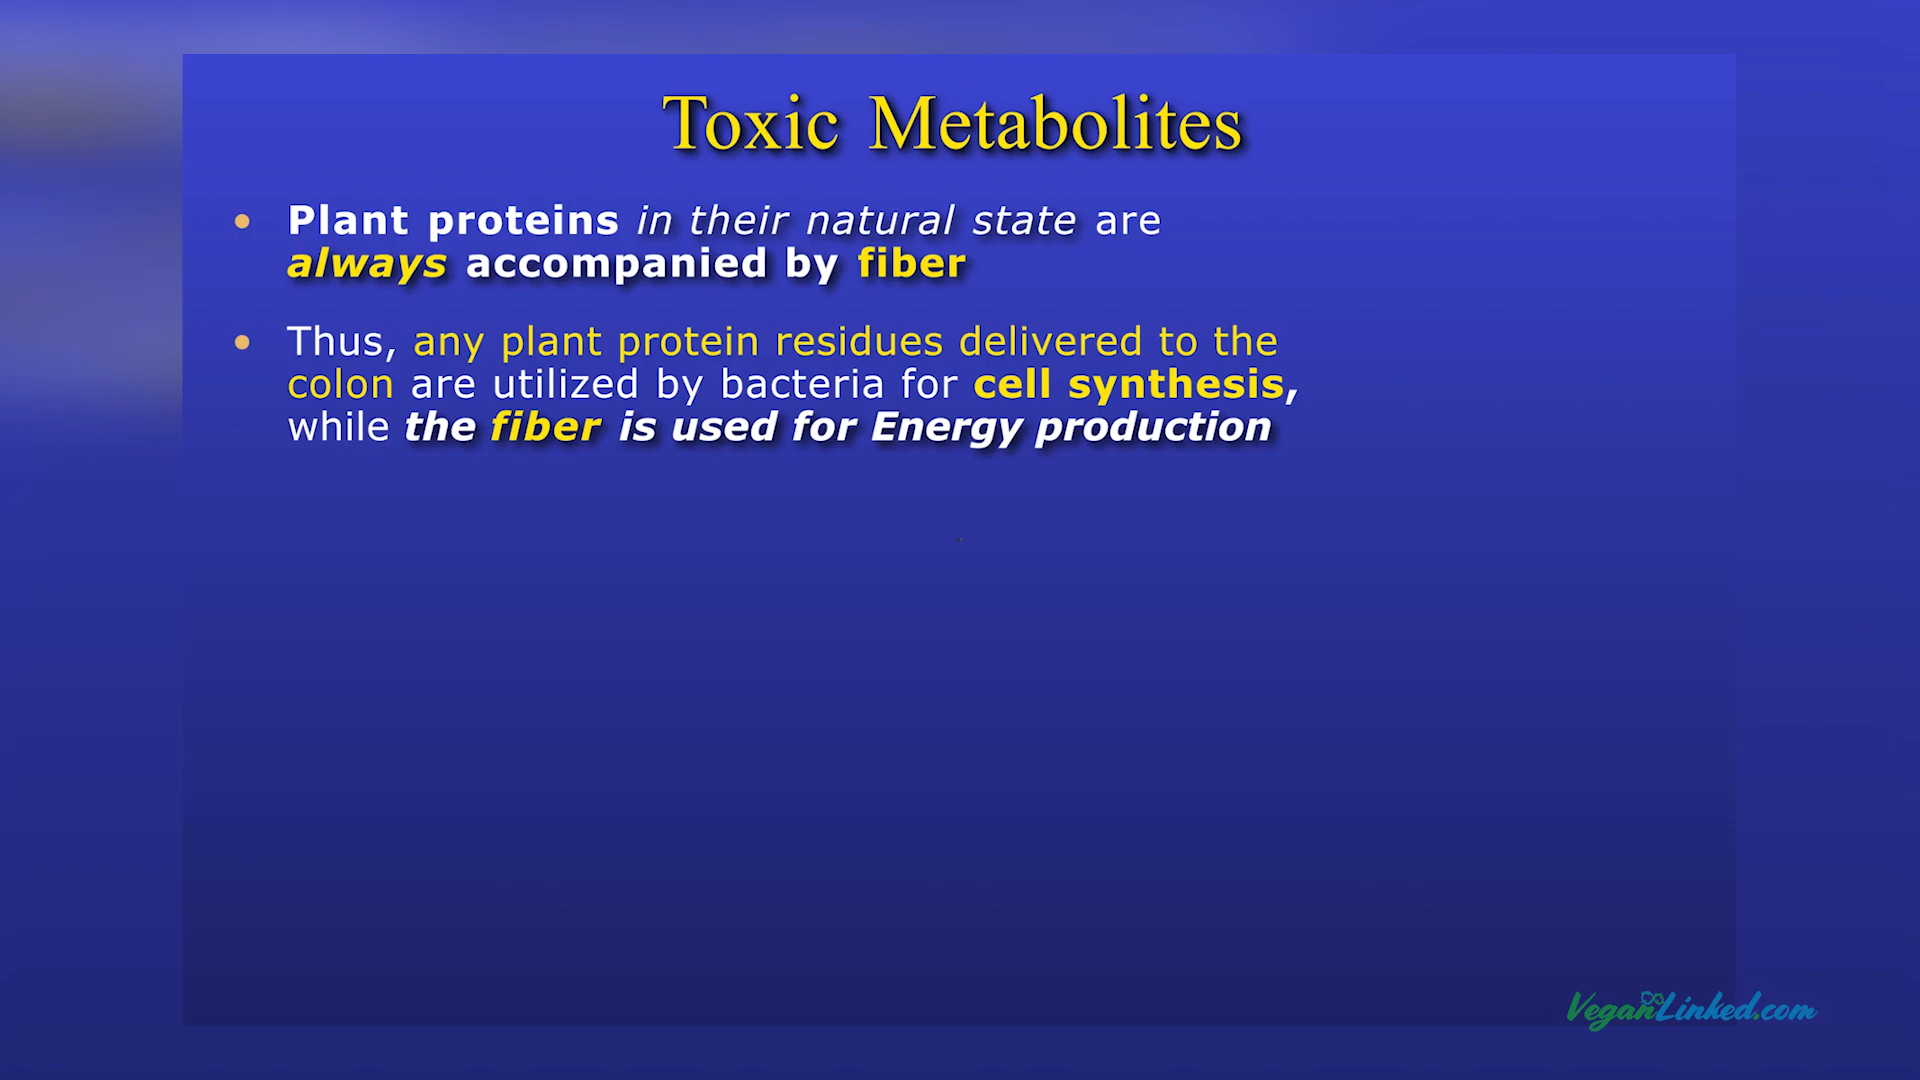 Toxic Metabolites
• Plant proteins in their natural state are
always accompanied by fiber
• Thus, any plant protein residues delivered to the
colon are utilized by bacteria for cell synthesis,
while the fiber is used for Energy production
VeganLinked.com